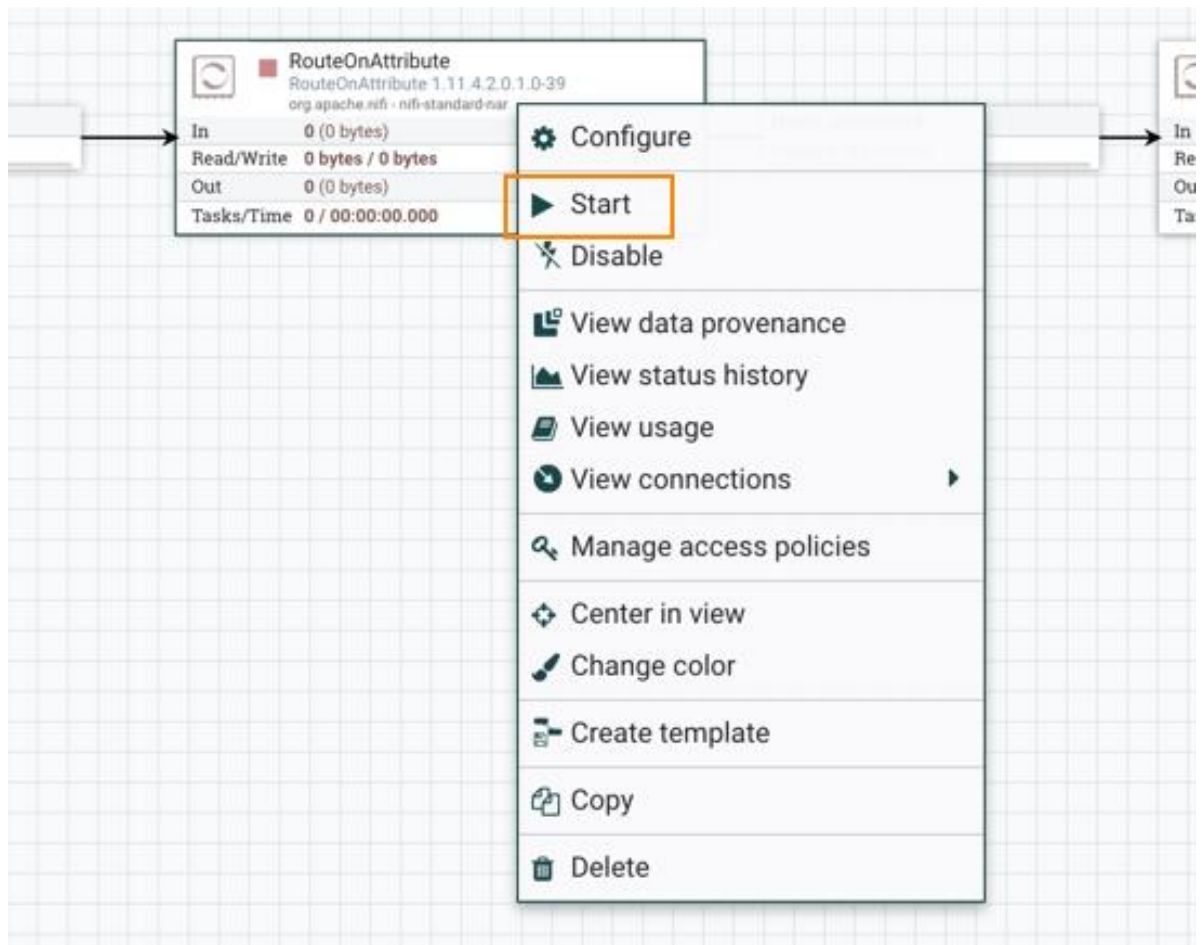 RouteOnAttribute
RouteOnAttribute 1.11.4.2.0.1.0-39
org.apache.nifi - nifi-standard-nar
In 0 (0 bytes)
Read/Write 0 bytes / 0 bytes
Out 0 (0 bytes)
Tasks/Time 0 / 00:00:00.000
Configure
Start
Disable
View data provenance
View status history
View usage
View connections
Manage access policies
Center in view
Change color
Create template
Copy
Delete
In
Re
Ou
Ta